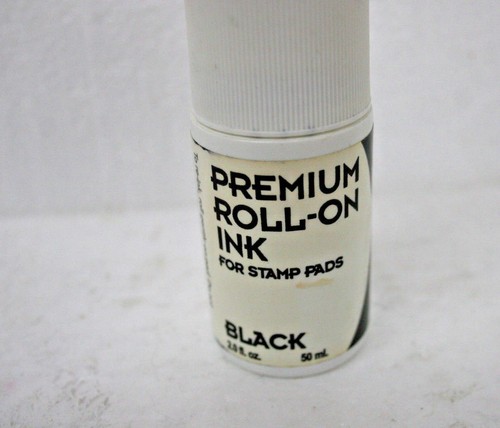 PREMIUM
ROLL-ON
INK
FOR STAMP PADS
BLACK
2.0 fl. oz. 50 ml.